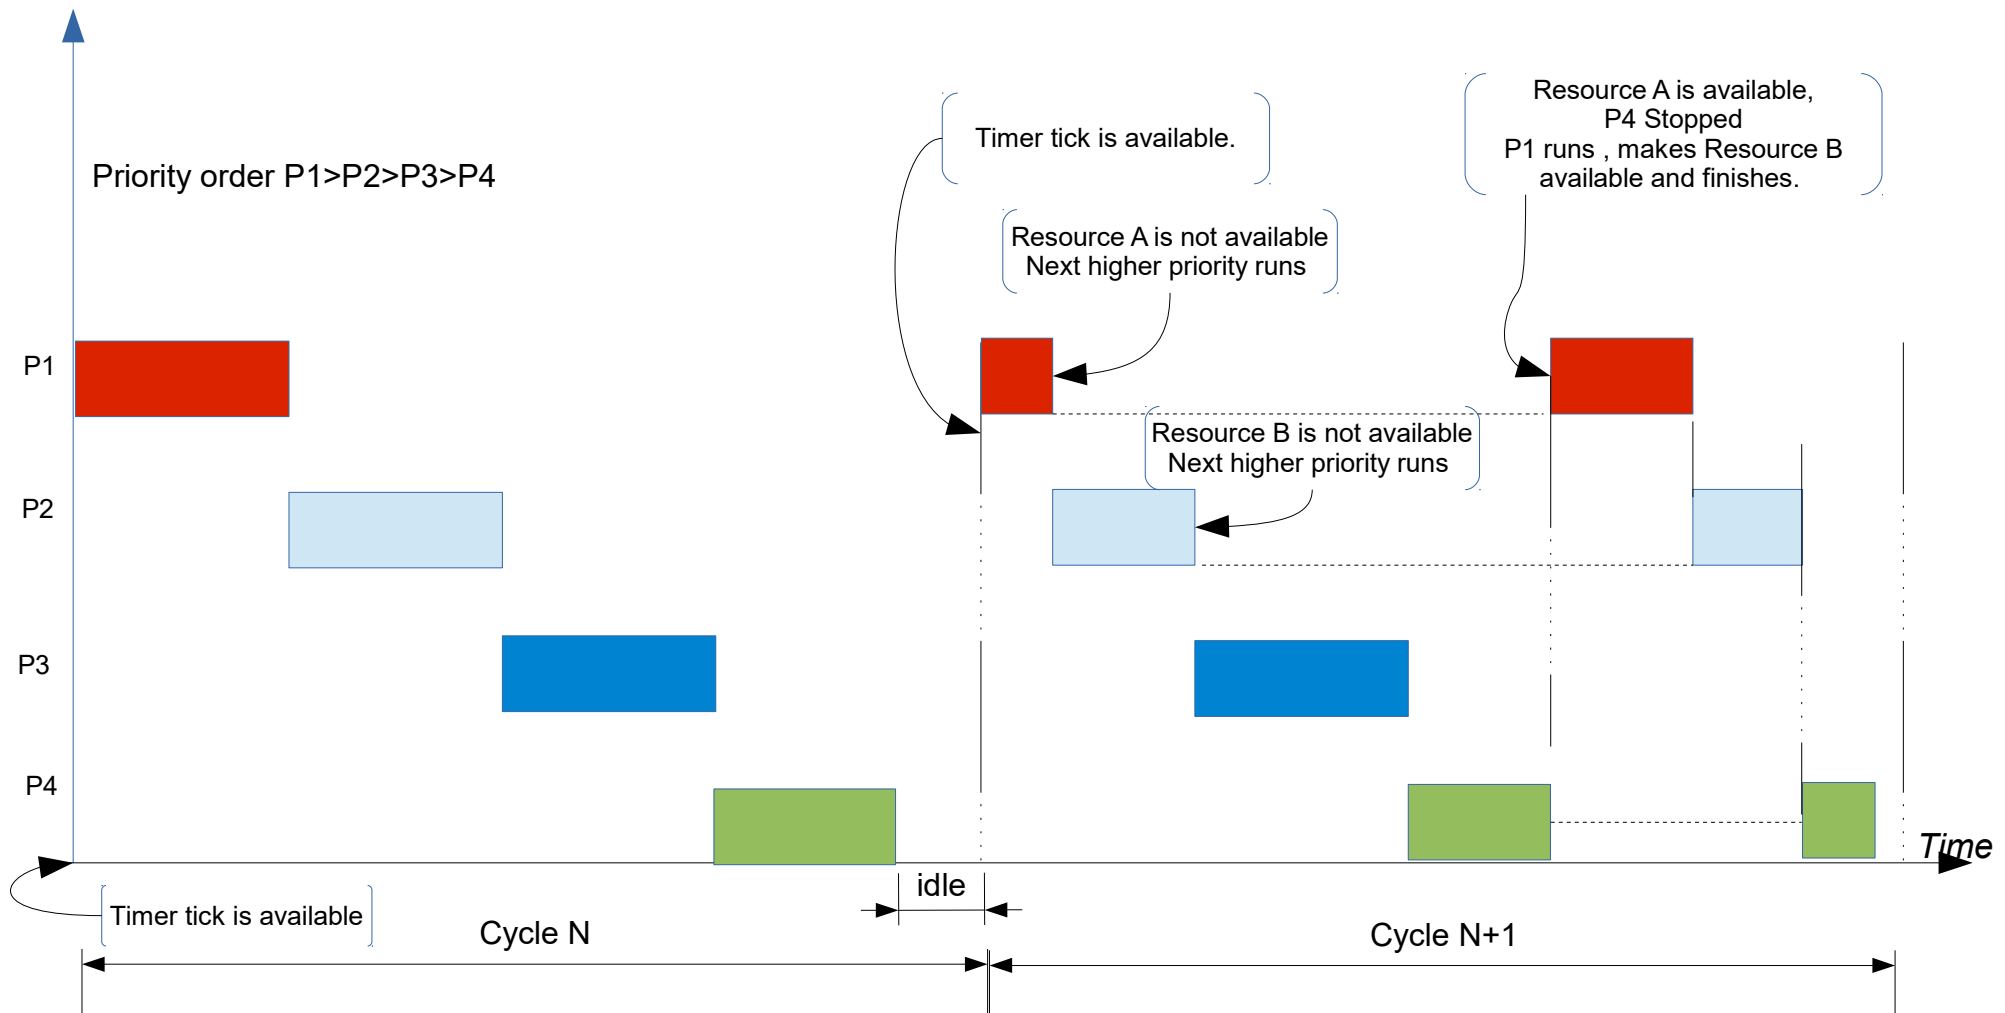 Resource A is available,
P4 Stopped
P1 runs , makes Resource B
available and finishes.
Timer tick is available.
Priority order P1>P2>P3>P4
Resource A is not available
Next higher priority runs
P1
Resource B is not available
Next higher priority runs
P2
P3
P4
Time
idle
Timer tick is available
Cycle N
Cycle N+1